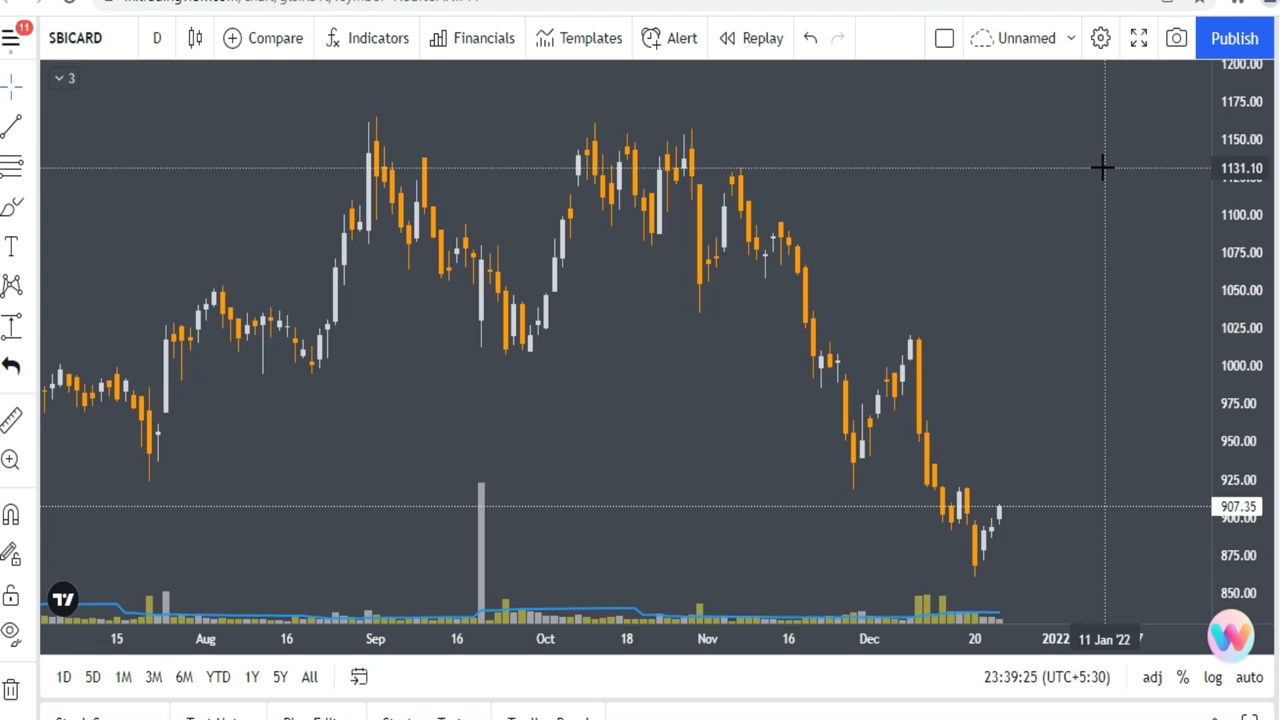 11
SBICARD
D
Compare
Indicators
Financials
Templates
Alert
Replay
Unnamed
Publish
3
1200.00
1175.00
1150.00
1131.10
1100.00
1075.00
1050.00
1025.00
1000.00
975.00
950.00
925.00
907.35
900.00
875.00
850.00
15
Aug
16
Sep
16
Oct
18
Nov
16
Dec
20
2022
11 Jan '22
1D
5D
1M
3M
6M
YTD
1Y
5Y
All
23:39:25 (UTC+5:30)
adj
%
log
auto